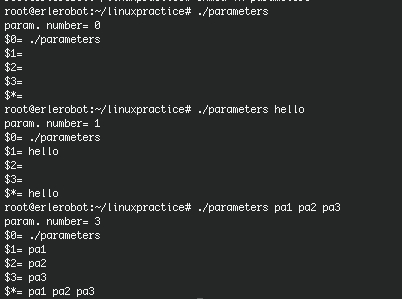 root@erlerobot:~/linuxpractice# ./parameters
param. number= 0
$0= ./parameters
$1=
$2=
$3=
$*=
root@erlerobot:~/linuxpractice# ./parameters hello
param. number= 1
$0= ./parameters
$1= hello
$2=
$3=
$*= hello
root@erlerobot:~/linuxpractice# ./parameters pa1 pa2 pa3
param. number= 3
$0= ./parameters
$1= pa1
$2= pa2
$3= pa3
$*= pa1 pa2 pa3